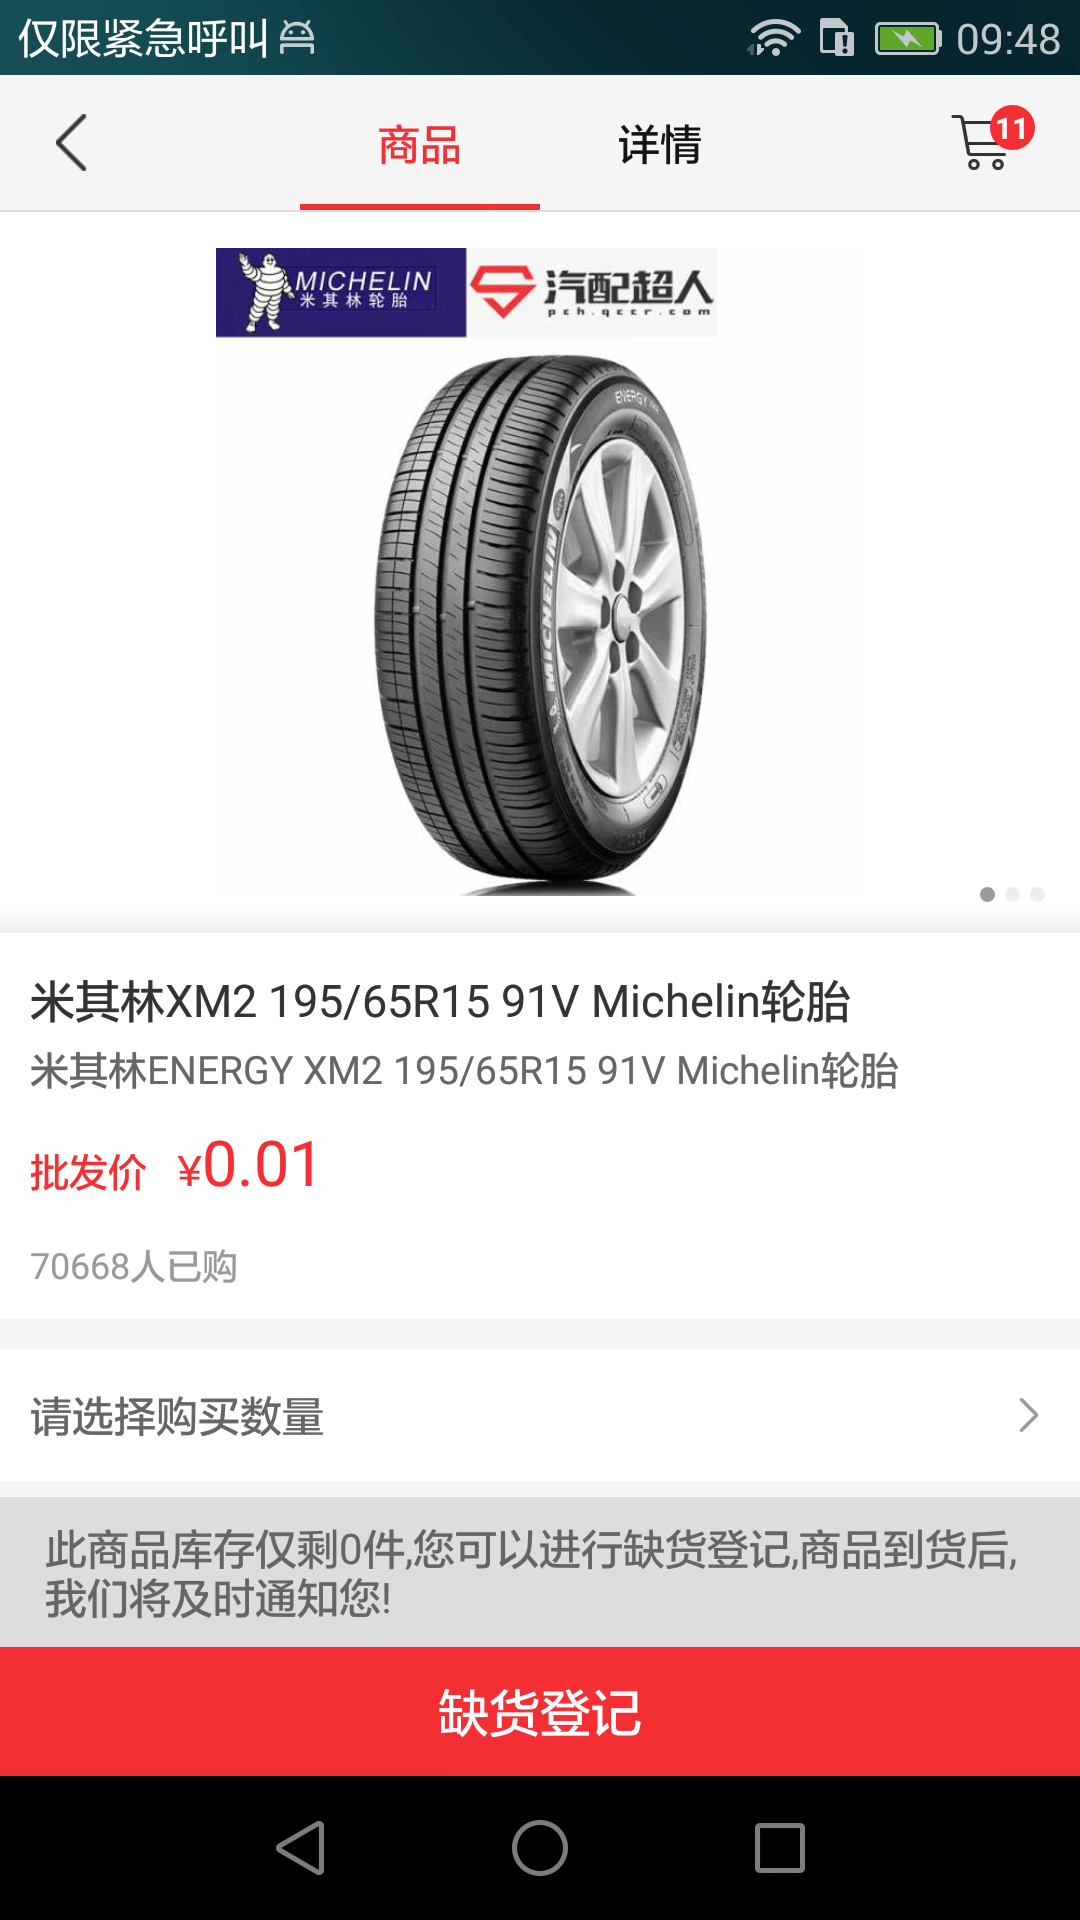 仅限紧急呼叫 09:48
商品 详情 11
MICHELIN
米其林轮胎
汽配超人
pch.qccr.com
ENERGY
MICHELIN
米其林XM2 195/65R15 91V Michelin轮胎
米其林ENERGY XM2 195/65R15 91V Michelin轮胎
批发价 ¥0.01
70668人已购
请选择购买数量
此商品库存仅剩0件,您可以进行缺货登记,商品到货后,
我们将及时通知您!
缺货登记